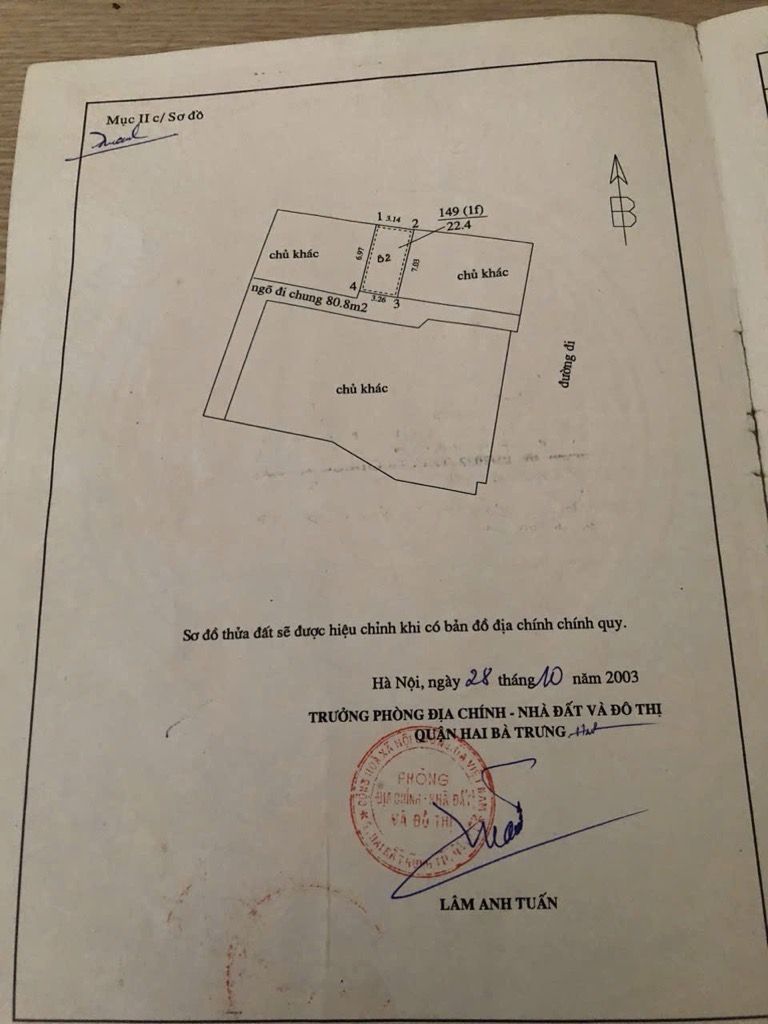 Mục II c/ Sơ đồ
1 3.14 2
149 (1f)
22.4
chủ khác
6.97
B2
7.03
chủ khác
4
3.26 3
ngõ đi chung 80.8m2
đường đi
chủ khác
B
Sơ đồ thửa đất sẽ được hiệu chỉnh khi có bản đồ địa chính chính quy.
Hà Nội, ngày 28 tháng 10 năm 2003
TRƯỞNG PHÒNG ĐỊA CHÍNH - NHÀ ĐẤT VÀ ĐÔ THỊ
QUẬN HAI BÀ TRƯNG
PHÒNG
ĐỊA CHÍNH - NHÀ ĐẤT
VÀ ĐÔ THỊ
LÂM ANH TUẤN